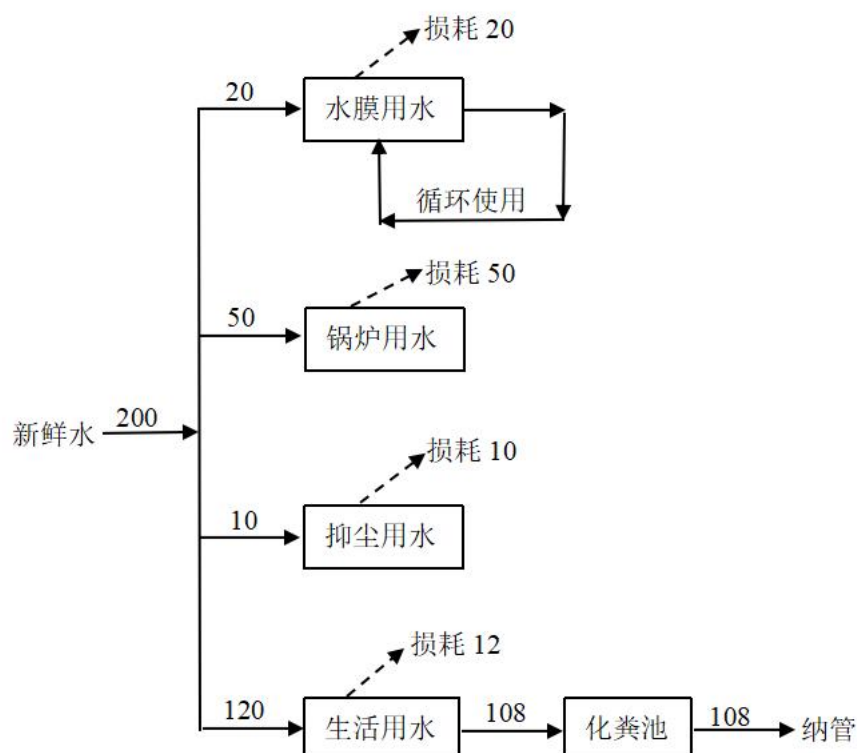 损耗 20
20
水膜用水
循环使用
损耗 50
50
锅炉用水
200
新鲜水
损耗 10
10
抑尘用水
损耗 12
120
生活用水
108
化粪池
108
纳管